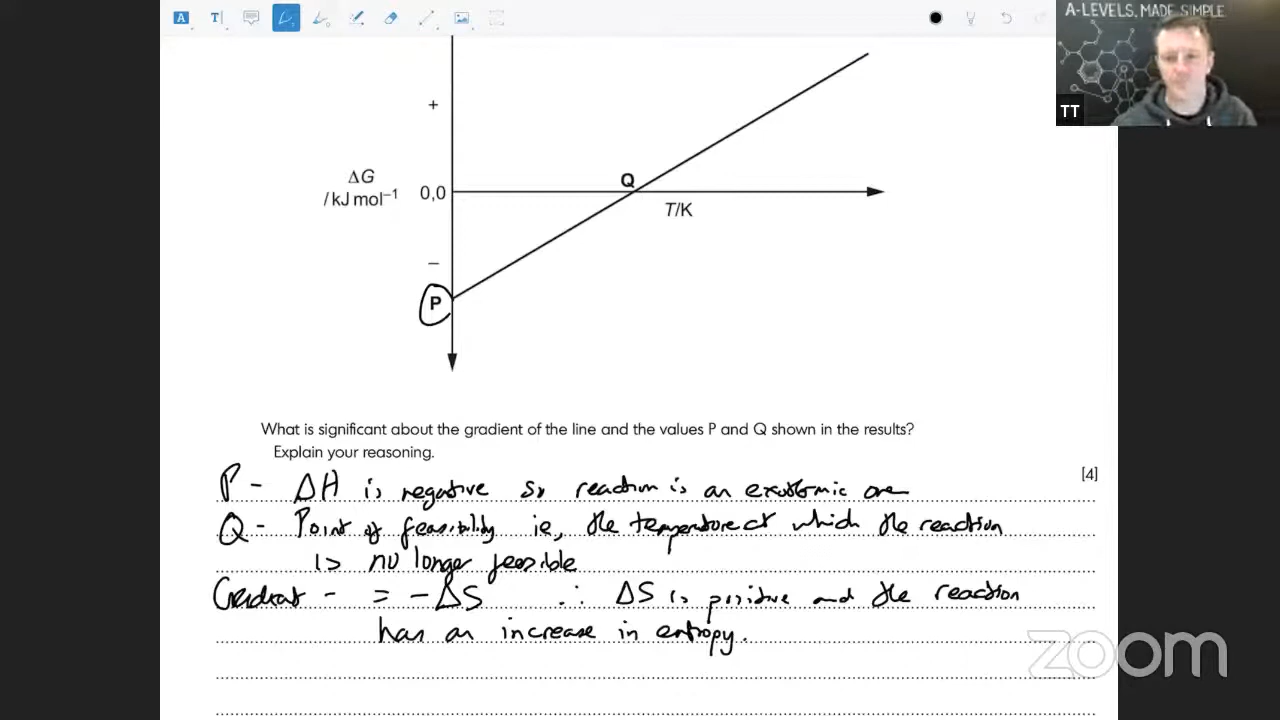 A-LEVELS, MADE SIMPLE
TT
+
ΔG
/ kJ mol⁻¹
0,0
Q
T/K
–
P
What is significant about the gradient of the line and the values P and Q shown in the results?
Explain your reasoning.
[4]
P - ΔH is negative so reaction is an exothermic one
Q - Point of feasibility ie, the temperature at which the reaction
is no longer feasible
Gradient - = - ΔS ∴ ΔS is positive and the reaction
has an increase in entropy.
zoom